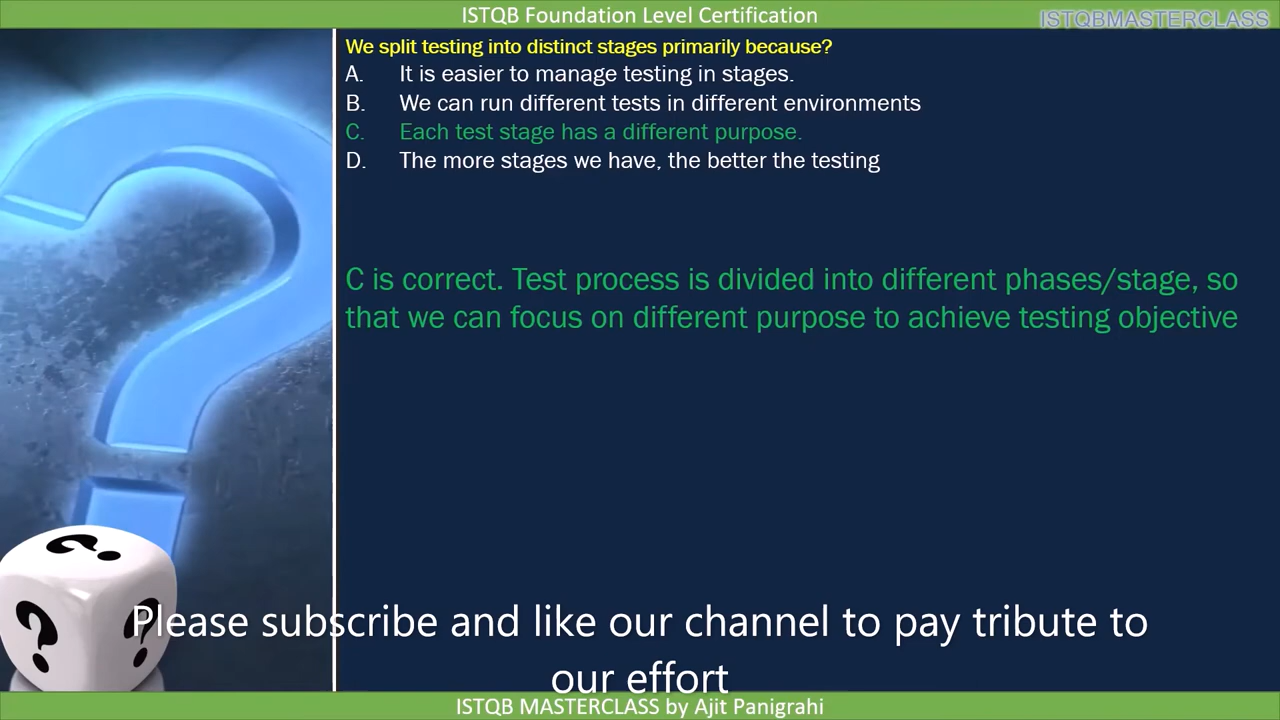 ISTQB Foundation Level Certification
ISTQBMASTERCLASS
We split testing into distinct stages primarily because?
A. It is easier to manage testing in stages.
B. We can run different tests in different environments
C. Each test stage has a different purpose.
D. The more stages we have, the better the testing
C is correct. Test process is divided into different phases/stage, so
that we can focus on different purpose to achieve testing objective
? ? ?
Please subscribe and like our channel to pay tribute to
our effort
ISTQB MASTERCLASS by Ajit Panigrahi